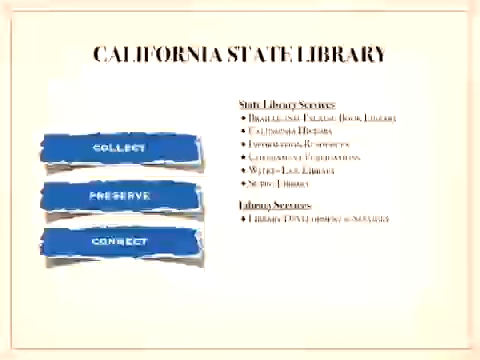 CALIFORNIA STATE LIBRARY
State Library Services
• BRAILLE AND TALKING BOOK LIBRARY
• CALIFORNIA HISTORY
• INFORMATION RESOURCES
• GOVERNMENT PUBLICATIONS
• WITKIN LAW LIBRARY
• SUTRO LIBRARY
Library Services
• LIBRARY DEVELOPMENT SERVICES
COLLECT
PRESERVE
CONNECT